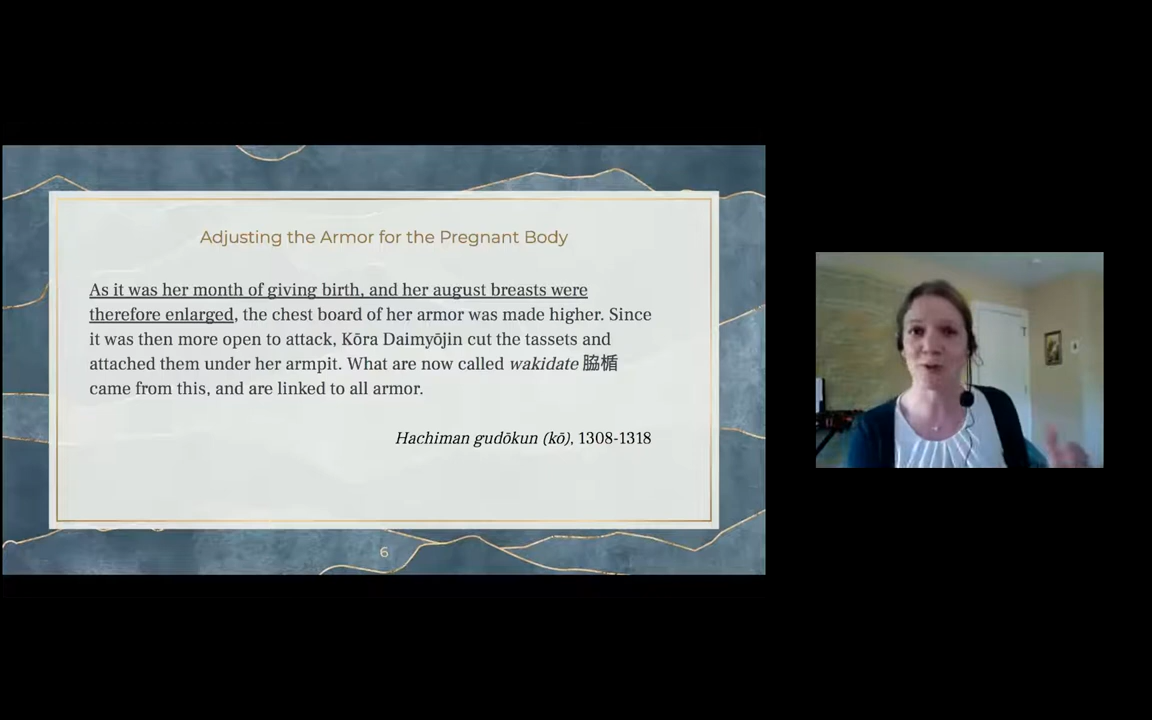 Adjusting the Armor for the Pregnant Body
As it was her month of giving birth, and her august breasts were
therefore enlarged, the chest board of her armor was made higher. Since
it was then more open to attack, Kōra Daimyōjin cut the tassets and
attached them under her armpit. What are now called wakidate 脇楯
came from this, and are linked to all armor.
Hachiman gudōkun (kō), 1308-1318
6